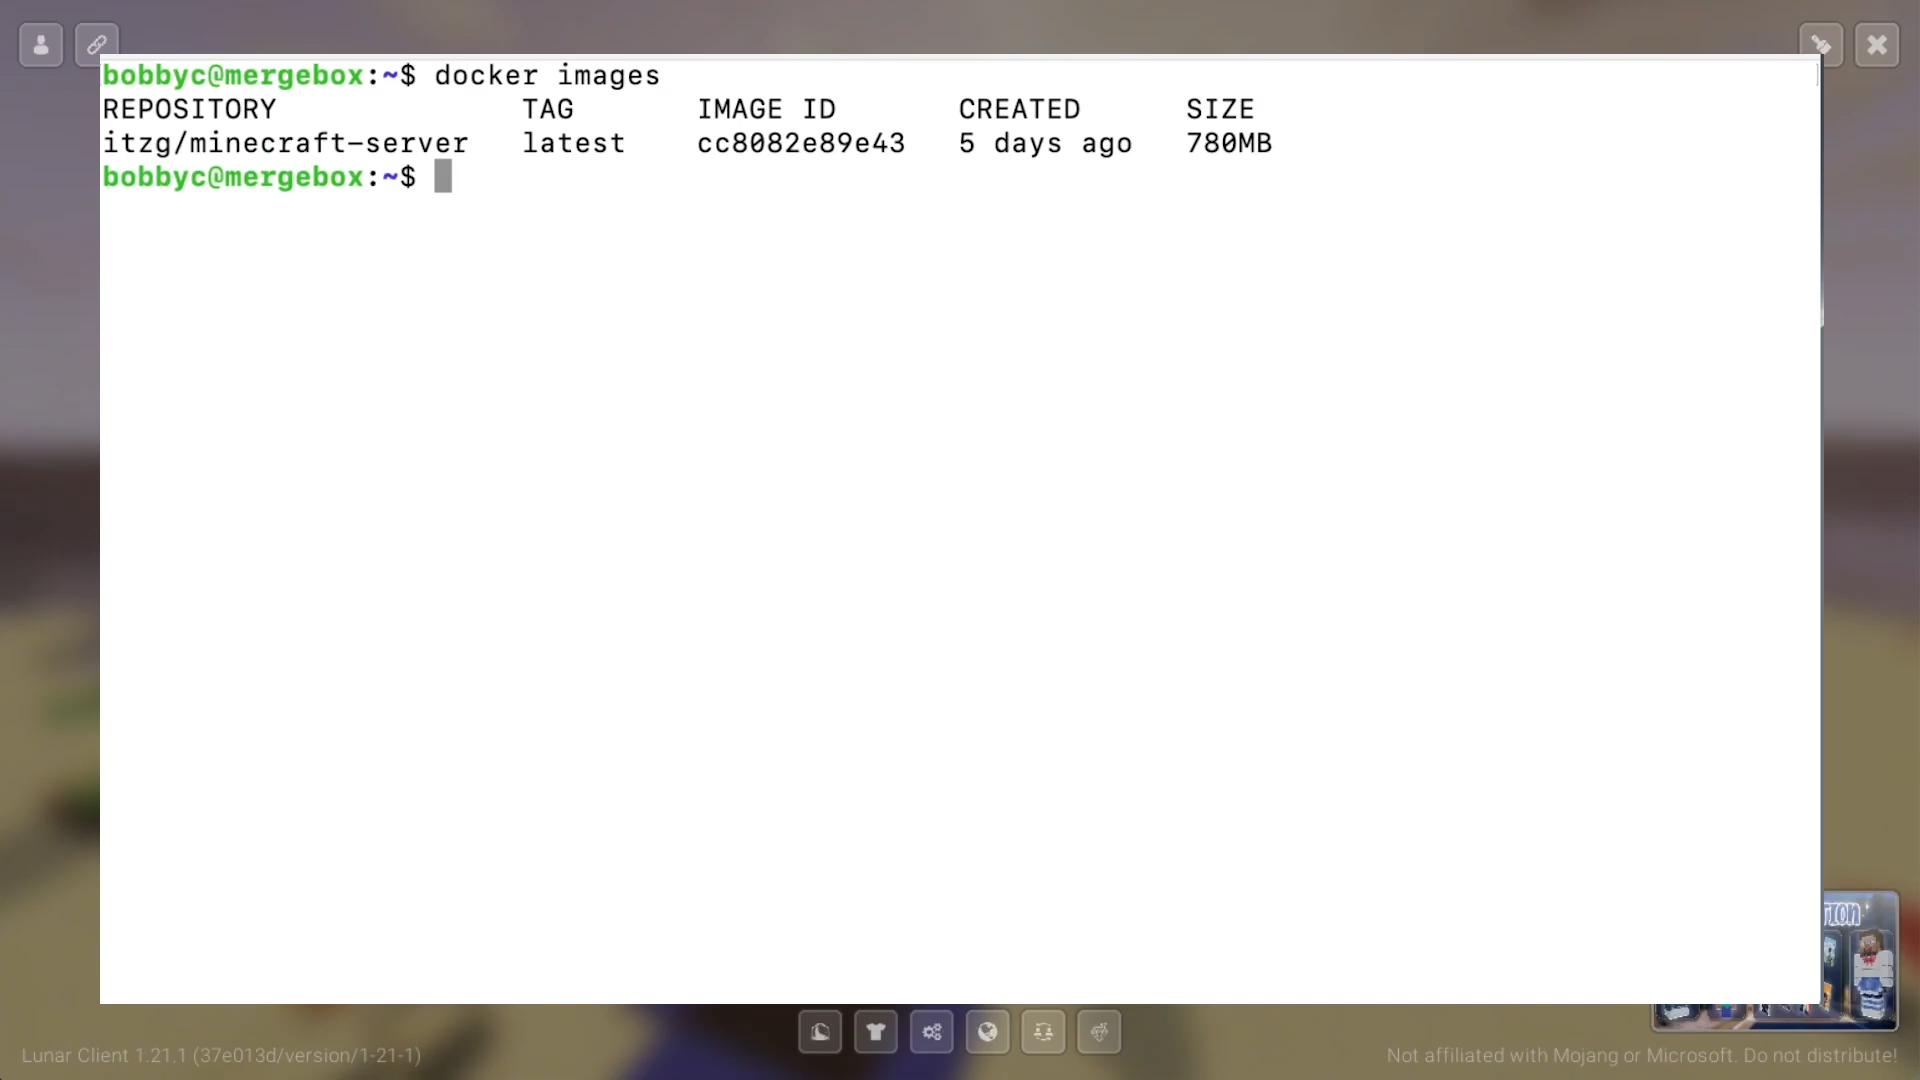 bobbyc@mergebox:~$ docker images
REPOSITORY TAG IMAGE ID CREATED SIZE
itzg/minecraft-server latest cc8082e89e43 5 days ago 780MB
bobbyc@mergebox:~$
TION
Lunar Client 1.21.1 (37e013d/version/1-21-1)
Not affiliated with Mojang or Microsoft. Do not distribute!